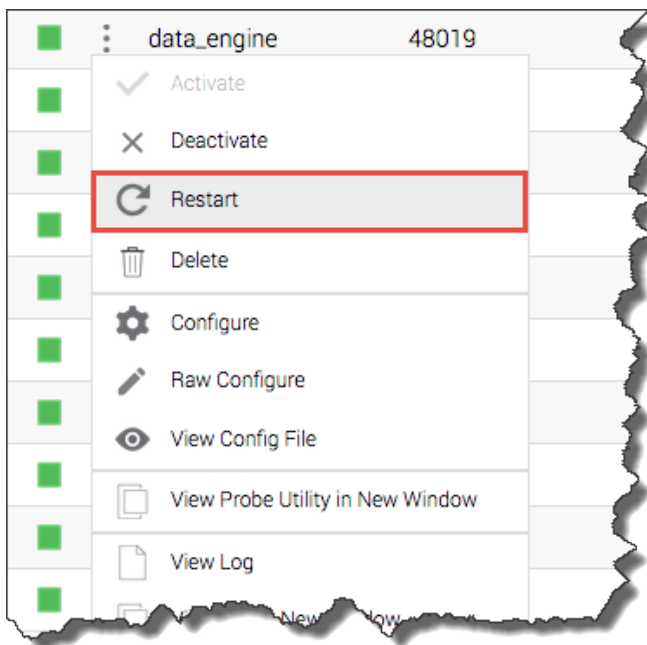 data_engine 48019
Activate
Deactivate
Restart
Delete
Configure
Raw Configure
View Config File
View Probe Utility in New Window
View Log
New